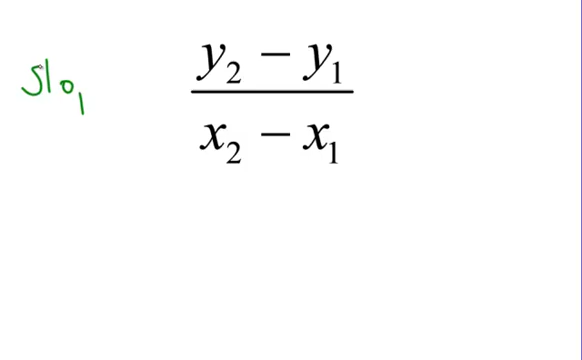 Slo
y₂ − y₁
x₂ − x₁